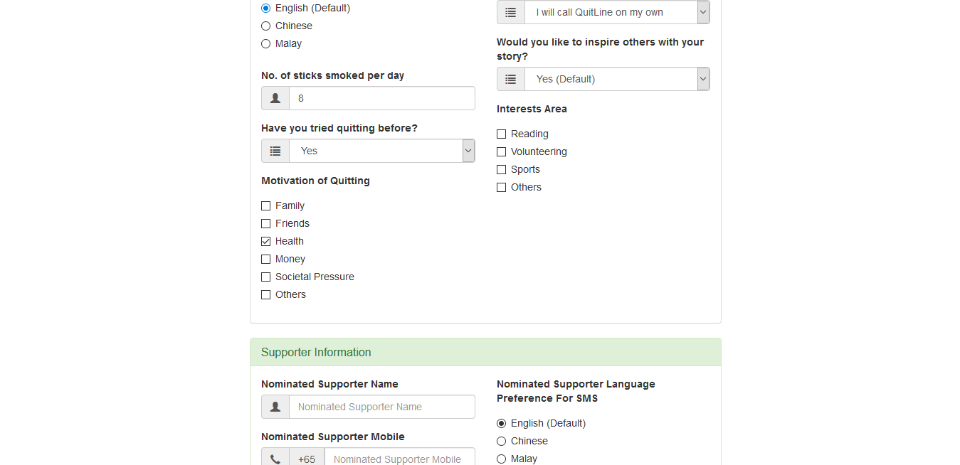 English (Default)
Chinese
Malay
No. of sticks smoked per day
8
Have you tried quitting before?
Yes
Motivation of Quitting
Family
Friends
Health
Money
Societal Pressure
Others
I will call QuitLine on my own
Would you like to inspire others with your
story?
Yes (Default)
Interests Area
Reading
Volunteering
Sports
Others
Supporter Information
Nominated Supporter Name
Nominated Supporter Name
Nominated Supporter Mobile
+65 Nominated Supporter Mobile
Nominated Supporter Language
Preference For SMS
English (Default)
Chinese
Malay